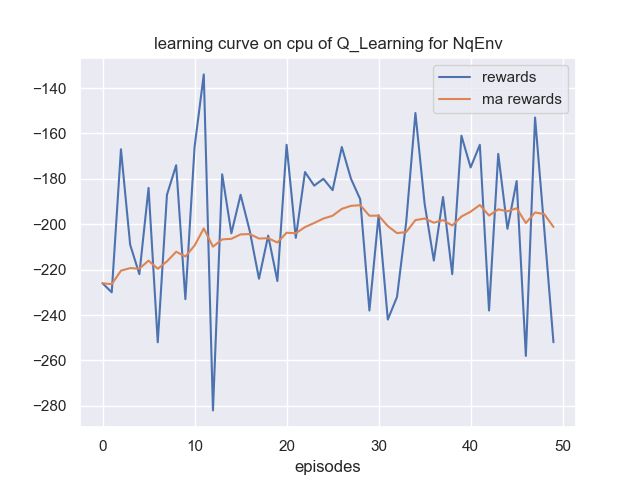 learning curve on cpu of Q_Learning for NqEnv
rewards
ma rewards
−140
−160
−180
−200
−220
−240
−260
−280
0 10 20 30 40 50
episodes